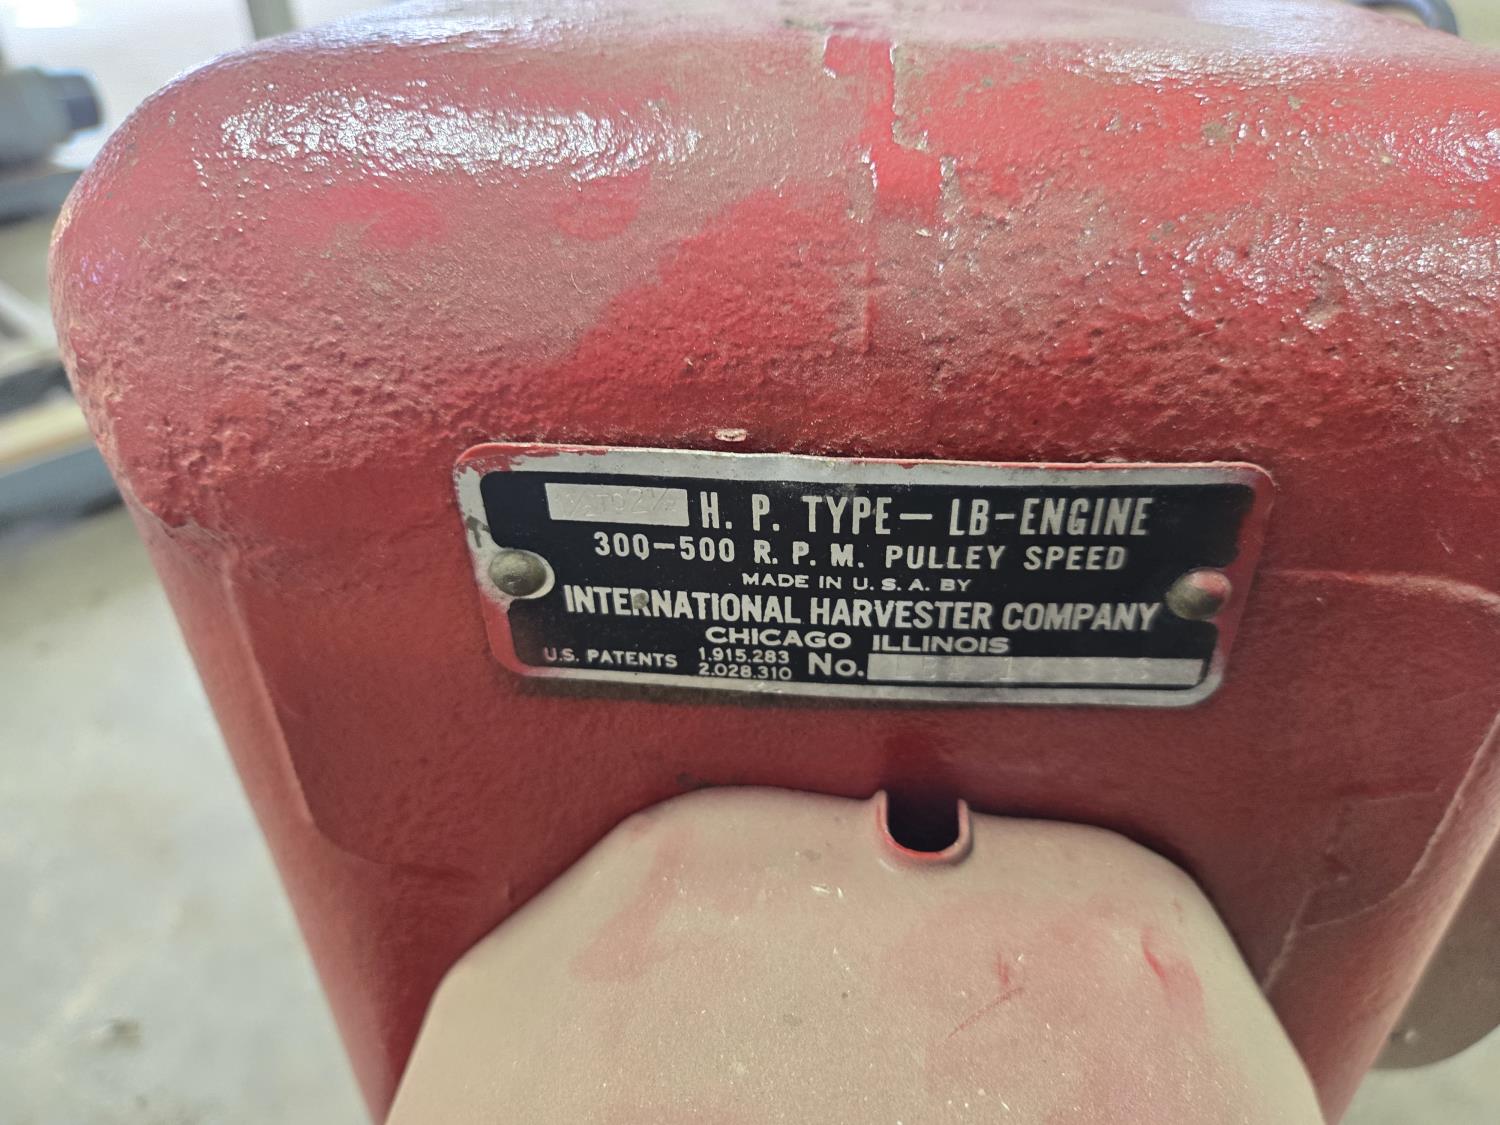 1½ TO 2½ H. P. TYPE — LB-ENGINE
300-500 R. P. M. PULLEY SPEED
MADE IN U. S. A. BY
INTERNATIONAL HARVESTER COMPANY
CHICAGO ILLINOIS
U.S. PATENTS 1.915.283
2.028.310 No.